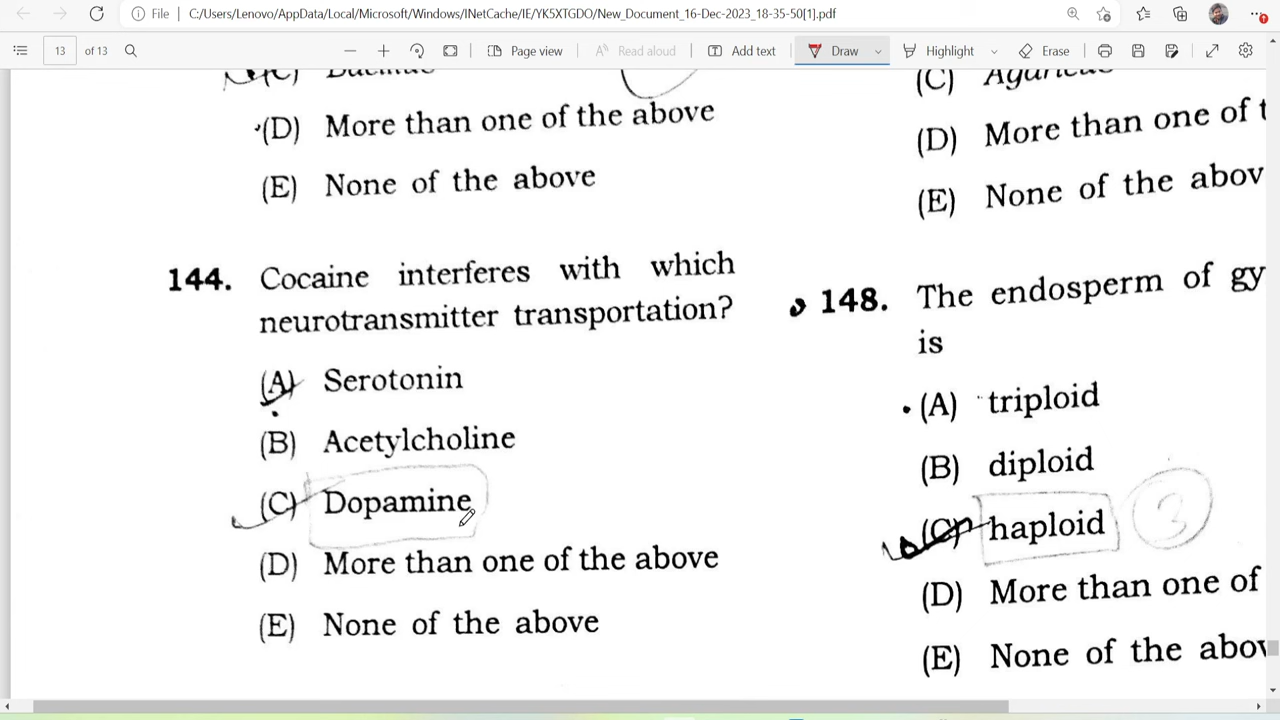 File
C:/Users/Lenovo/AppData/Local/Microsoft/Windows/INetCache/IE/YK5XTGDO/New_Document_16-Dec-2023_18-35-50[1].pdf
13 of 13
Page view
Read aloud
Add text
Draw
Highlight
Erase
(D) More than one of the above
(E) None of the above
144. Cocaine interferes with which
neurotransmitter transportation?
(A) Serotonin
(B) Acetylcholine
(C) Dopamine
(D) More than one of the above
(E) None of the above
(C)
(D) More than one of t
(E) None of the abov
148. The endosperm of gy
is
(A) triploid
(B) diploid
(C) haploid
3
(D) More than one of
(E) None of the abov